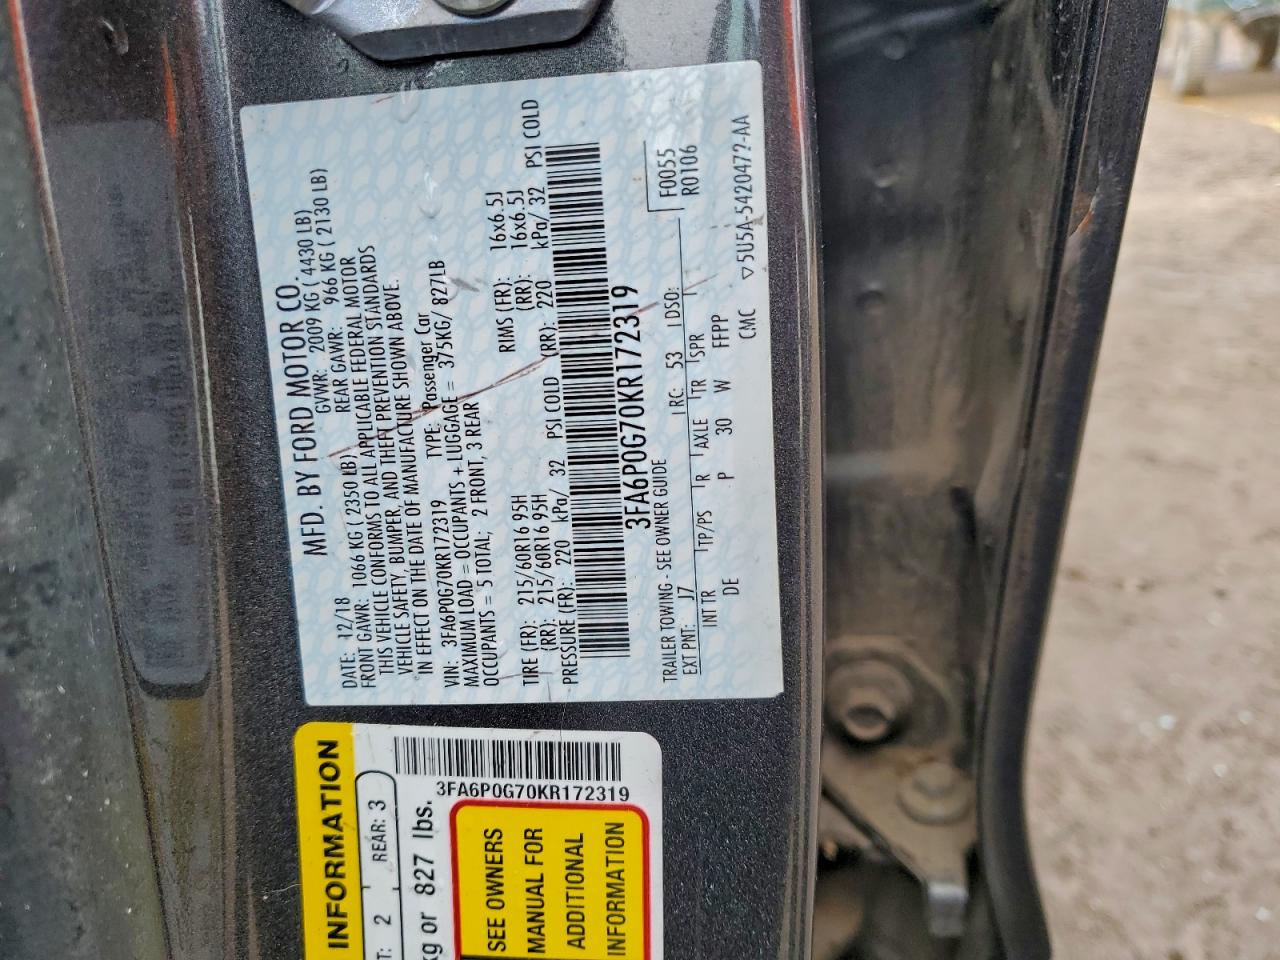 MFD. BY FORD MOTOR CO.
DATE: 12/18 GVWR: 2009 KG ( 4430 LB)
FRONT GAWR: 1066 KG ( 2350 LB) REAR GAWR: 966 KG ( 2130 LB)
THIS VEHICLE CONFORMS TO ALL APPLICABLE FEDERAL MOTOR
VEHICLE SAFETY, BUMPER, AND THEFT PREVENTION STANDARDS
IN EFFECT ON THE DATE OF MANUFACTURE SHOWN ABOVE.
VIN: 3FA6P0G70KR172319 TYPE: Passenger Car
MAXIMUM LOAD = OCCUPANTS + LUGGAGE = 375KG/ 827LB
OCCUPANTS = 5 TOTAL; 2 FRONT, 3 REAR
TIRE (FR): 215/60R16 95H RIMS (FR): 16x6.5J
(RR): 215/60R16 95H (RR): 16x6.5J
PRESSURE (FR): 220 kPa/ 32 PSI COLD (RR): 220 kPa/ 32 PSI COLD
3FA6P0G70KR172319
F0055
R0106
TRAILER TOWING - SEE OWNER GUIDE
EXT PNT: J7 RC: 53 DSO:
INT TR TP/PS R AXLE TR SPR
DE P 30 W FFPP
CMC ▽5U5A-5420472-AA
INFORMATION
2 REAR: 3
kg or 827 lbs.
3FA6P0G70KR172319
SEE OWNERS
MANUAL FOR
ADDITIONAL
INFORMATION